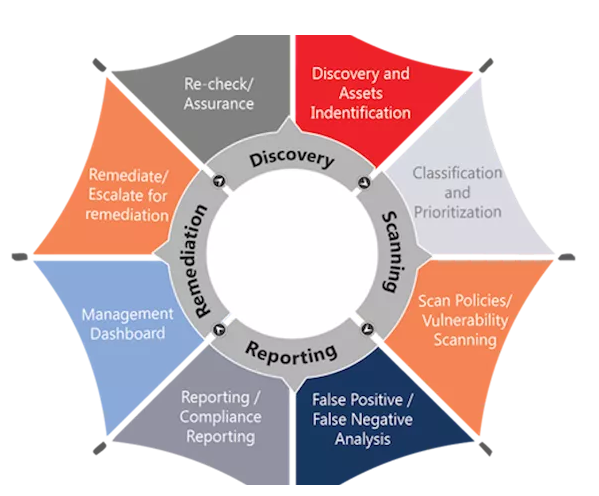 Re-check/
Assurance
Discovery and
Assets
Indentification
Classification
and
Prioritization
Scan Policies/
Vulnerability
Scanning
False Positive /
False Negative
Analysis
Reporting /
Compliance
Reporting
Management
Dashboard
Remediate/
Escalate for
remediation
Discovery
Scanning
Reporting
Remediation